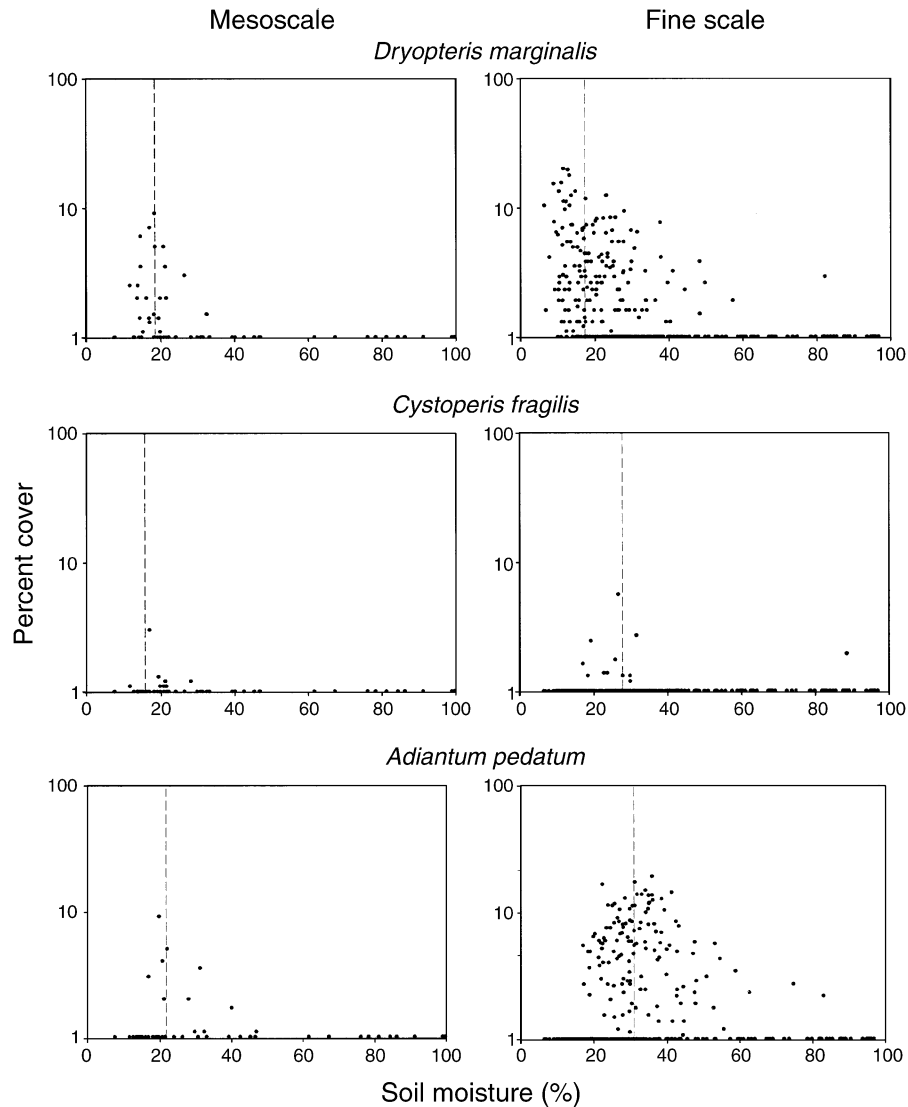 Mesoscale Fine scale
Dryopteris marginalis
100 100
10 10
1 1
0 20 40 60 80 100 0 20 40 60 80 100
Cystoperis fragilis
100 100
10 10
1 1
0 20 40 60 80 100 0 20 40 60 80 100
Percent cover
Adiantum pedatum
100 100
10 10
1 1
0 20 40 60 80 100 0 20 40 60 80 100
Soil moisture (%)